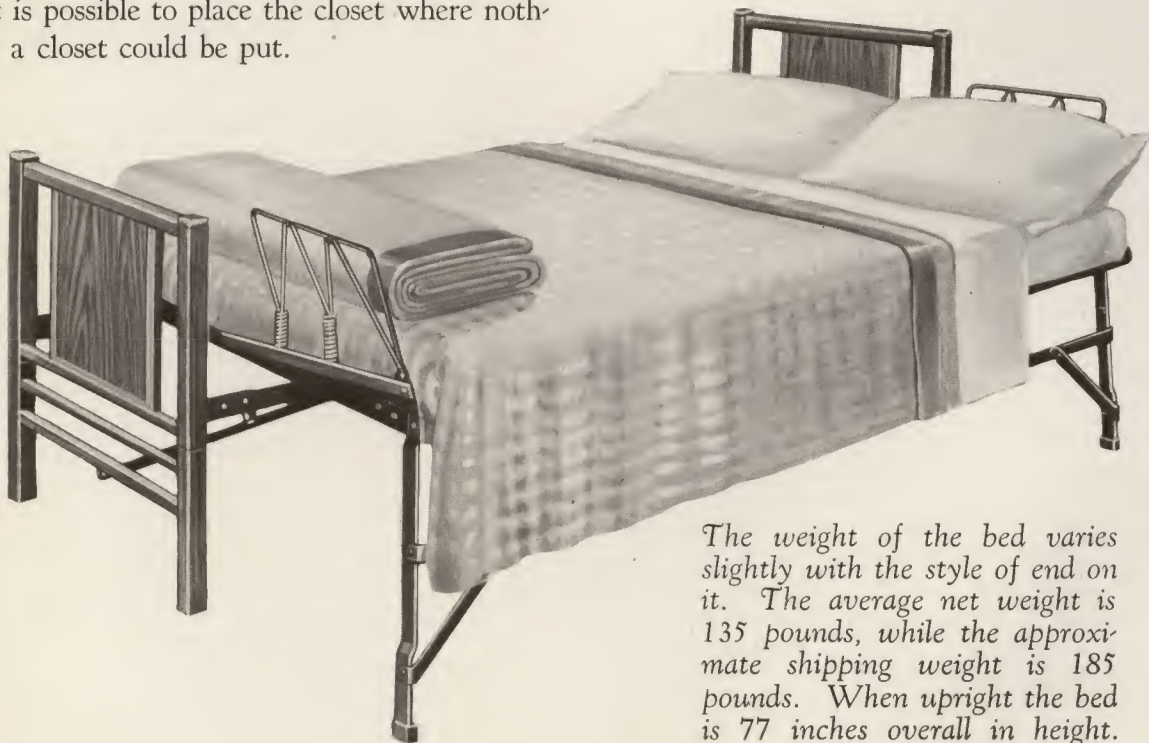 is possible to place the closet where noth-
a closet could be put.
The weight of the bed varies
slightly with the style of end on
it. The average net weight is
135 pounds, while the approxi-
mate shipping weight is 185
pounds. When upright the bed
is 77 inches overall in height.